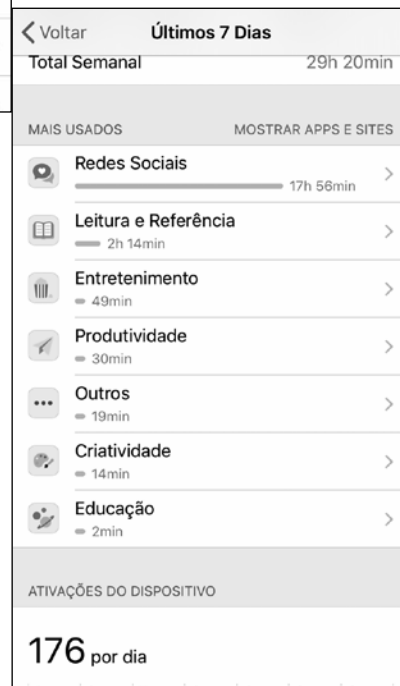 Voltar Últimos 7 Dias
Total Semanal 29h 20min
MAIS USADOS MOSTRAR APPS E SITES
Redes Sociais
17h 56min
Leitura e Referência
2h 14min
Entretenimento
49min
Produtividade
30min
Outros
19min
Criatividade
14min
Educação
2min
ATIVAÇÕES DO DISPOSITIVO
176 por dia